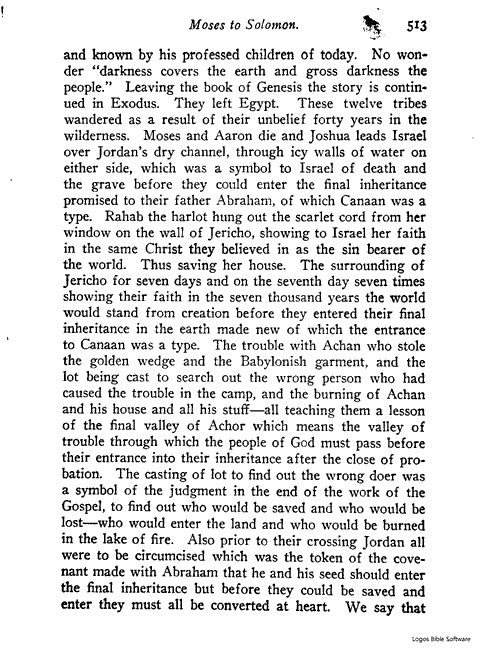 Moses to Solomon. 513
and known by his professed children of today. No won-
der "darkness covers the earth and gross darkness the
people." Leaving the book of Genesis the story is contin-
ued in Exodus. They left Egypt. These twelve tribes
wandered as a result of their unbelief forty years in the
wilderness. Moses and Aaron die and Joshua leads Israel
over Jordan's dry channel, through icy walls of water on
either side, which was a symbol to Israel of death and
the grave before they could enter the final inheritance
promised to their father Abraham, of which Canaan was a
type. Rahab the harlot hung out the scarlet cord from her
window on the wall of Jericho, showing to Israel her faith
in the same Christ they believed in as the sin bearer of
the world. Thus saving her house. The surrounding of
Jericho for seven days and on the seventh day seven times
showing their faith in the seven thousand years the world
would stand from creation before they entered their final
inheritance in the earth made new of which the entrance
to Canaan was a type. The trouble with Achan who stole
the golden wedge and the Babylonish garment, and the
lot being cast to search out the wrong person who had
caused the trouble in the camp, and the burning of Achan
and his house and all his stuff—all teaching them a lesson
of the final valley of Achor which means the valley of
trouble through which the people of God must pass before
their entrance into their inheritance after the close of pro-
bation. The casting of lot to find out the wrong doer was
a symbol of the judgment in the end of the work of the
Gospel, to find out who would be saved and who would be
lost—who would enter the land and who would be burned
in the lake of fire. Also prior to their crossing Jordan all
were to be circumcised which was the token of the cove-
nant made with Abraham that he and his seed should enter
the final inheritance but before they could be saved and
enter they must all be converted at heart. We say that
Logos Bible Software